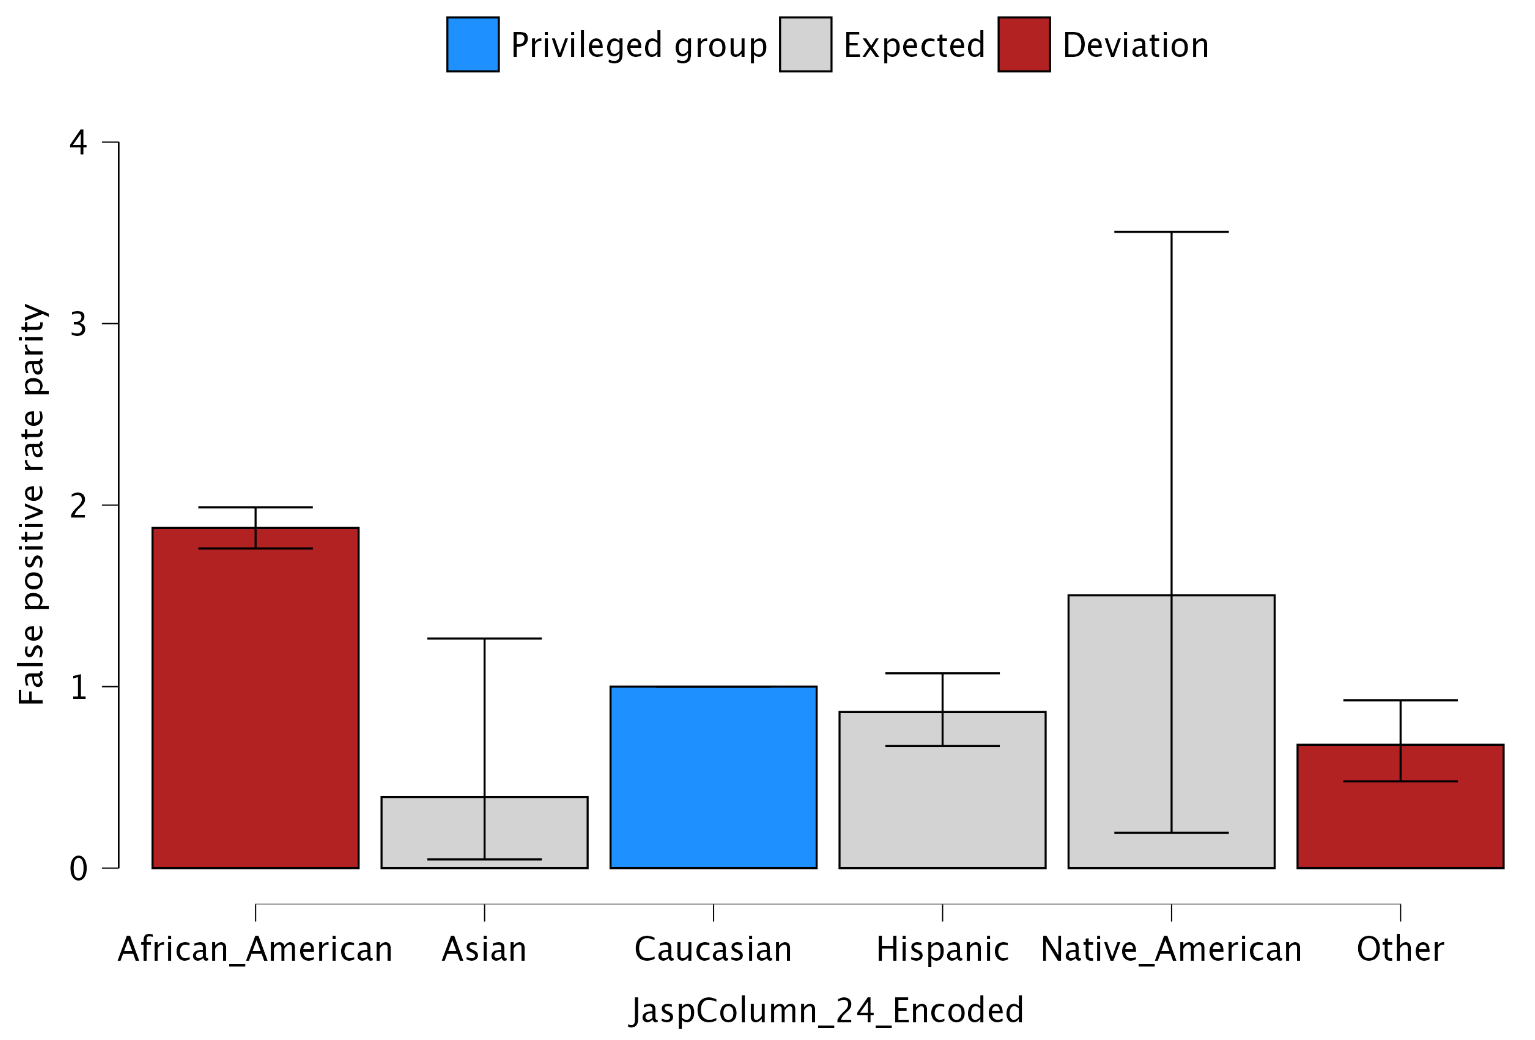 Privileged group Expected Deviation
4
3
2
1
0
False positive rate parity
African_American Asian Caucasian Hispanic Native_American Other
JaspColumn_24_Encoded